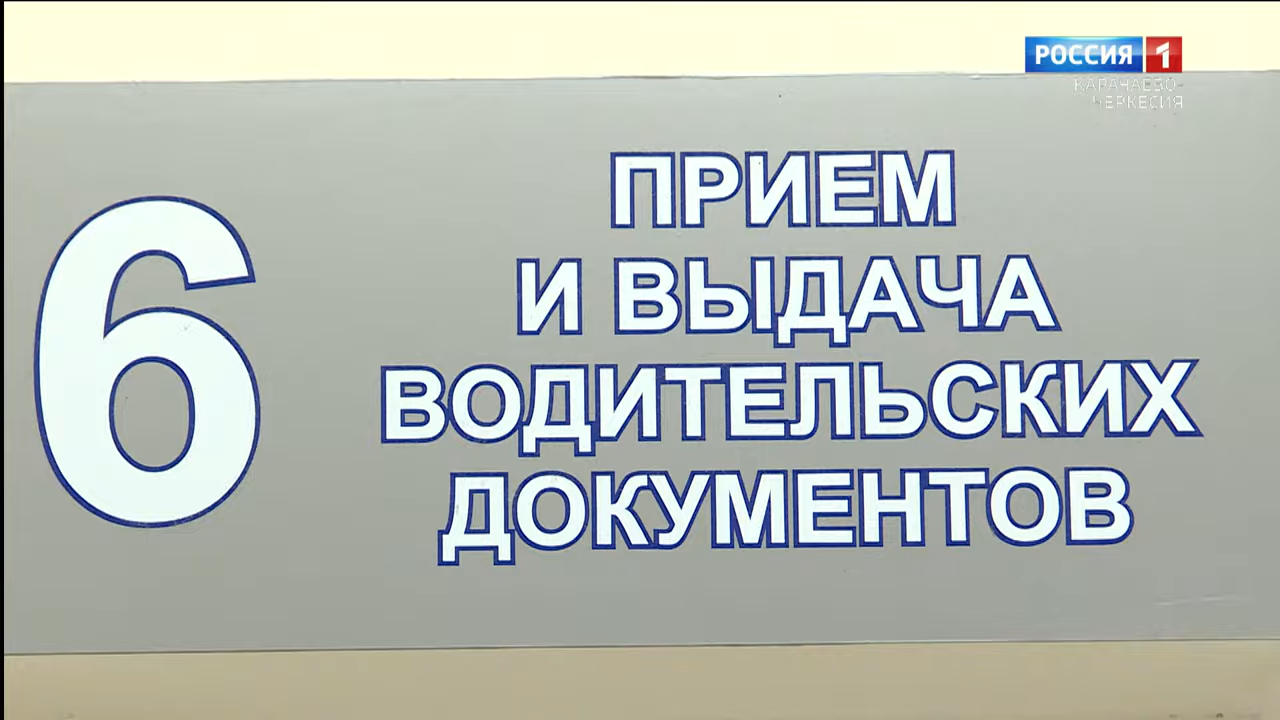 РОССИЯ 1
КАРАЧАЕВО-
ЧЕРКЕСИЯ
6
ПРИЕМ
И ВЫДАЧА
ВОДИТЕЛЬСКИХ
ДОКУМЕНТОВ